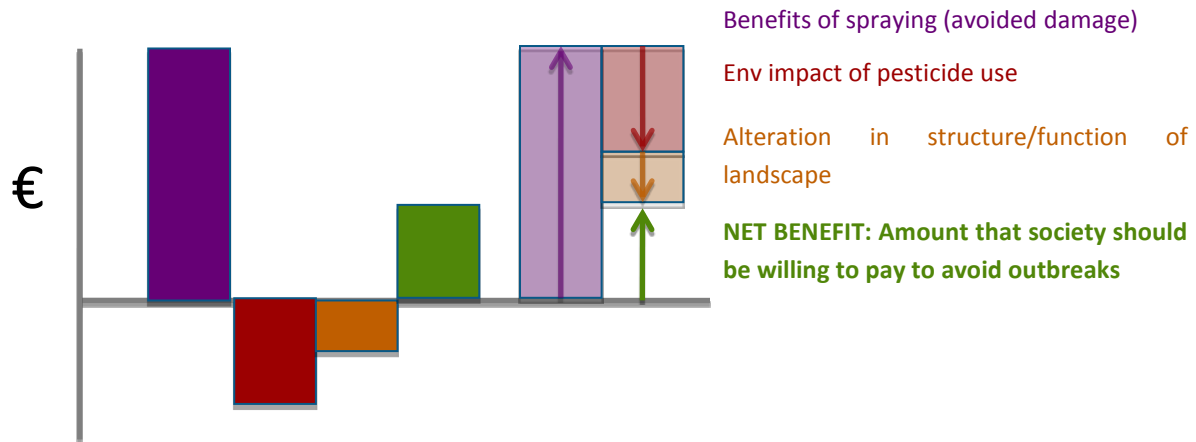 Benefits of spraying (avoided damage)
Env impact of pesticide use
Alteration in structure/function of
landscape
€
NET BENEFIT: Amount that society should
be willing to pay to avoid outbreaks